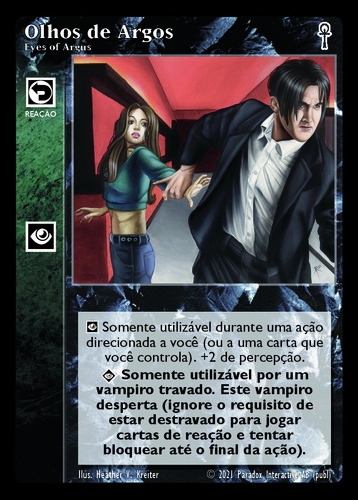 Olhos de Argos
Eyes of Argus
REAÇÃO
Somente utilizável durante uma ação
direcionada a você (ou a uma carta que
você controla). +2 de percepção.
Somente utilizável por um
vampiro travado. Este vampiro
desperta (ignore o requisito de
estar destravado para jogar
cartas de reação e tentar
bloquear até o final da ação).
Ilus. Heather V. Kreiter
© 2021 Paradox Interactive AB (publ)